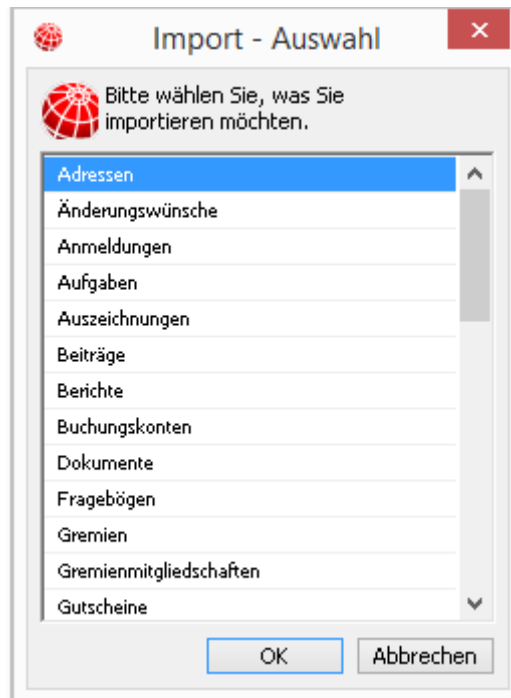 Import - Auswahl
Bitte wählen Sie, was Sie
importieren möchten.
Adressen
Änderungswünsche
Anmeldungen
Aufgaben
Auszeichnungen
Beiträge
Berichte
Buchungskonten
Dokumente
Fragebögen
Gremien
Gremienmitgliedschaften
Gutscheine
OK Abbrechen